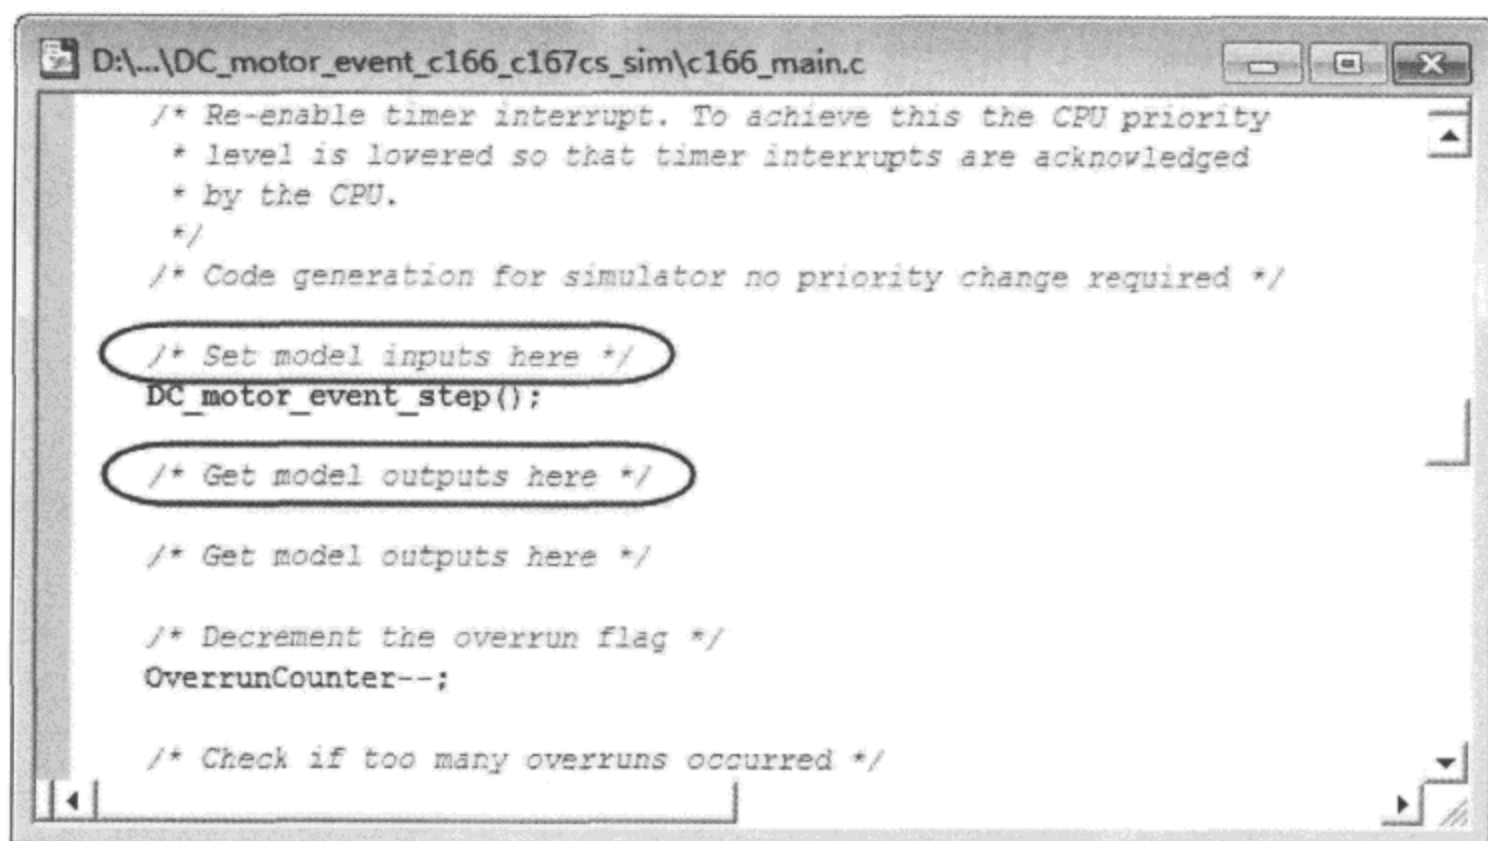 D:\...\DC_motor_event_c166_c167cs_sim\c166_main.c
/* Re-enable timer interrupt. To achieve this the CPU priority
* level is lowered so that timer interrupts are acknowledged
* by the CPU.
*/
/* Code generation for simulator no priority change required */
/* Set model inputs here */
DC_motor_event_step();
/* Get model outputs here */
/* Get model outputs here */
/* Decrement the overrun flag */
OverrunCounter--;
/* Check if too many overruns occurred */